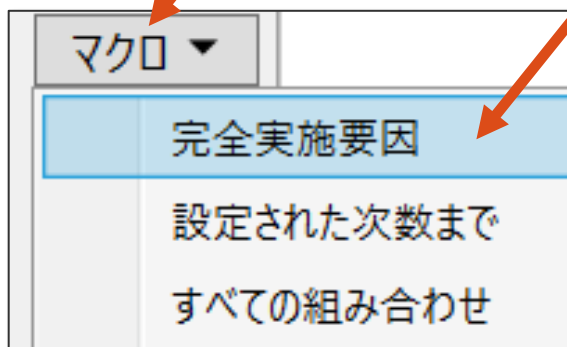 マクロ ▼
完全実施要因
設定された次数まで
すべての組み合わせ